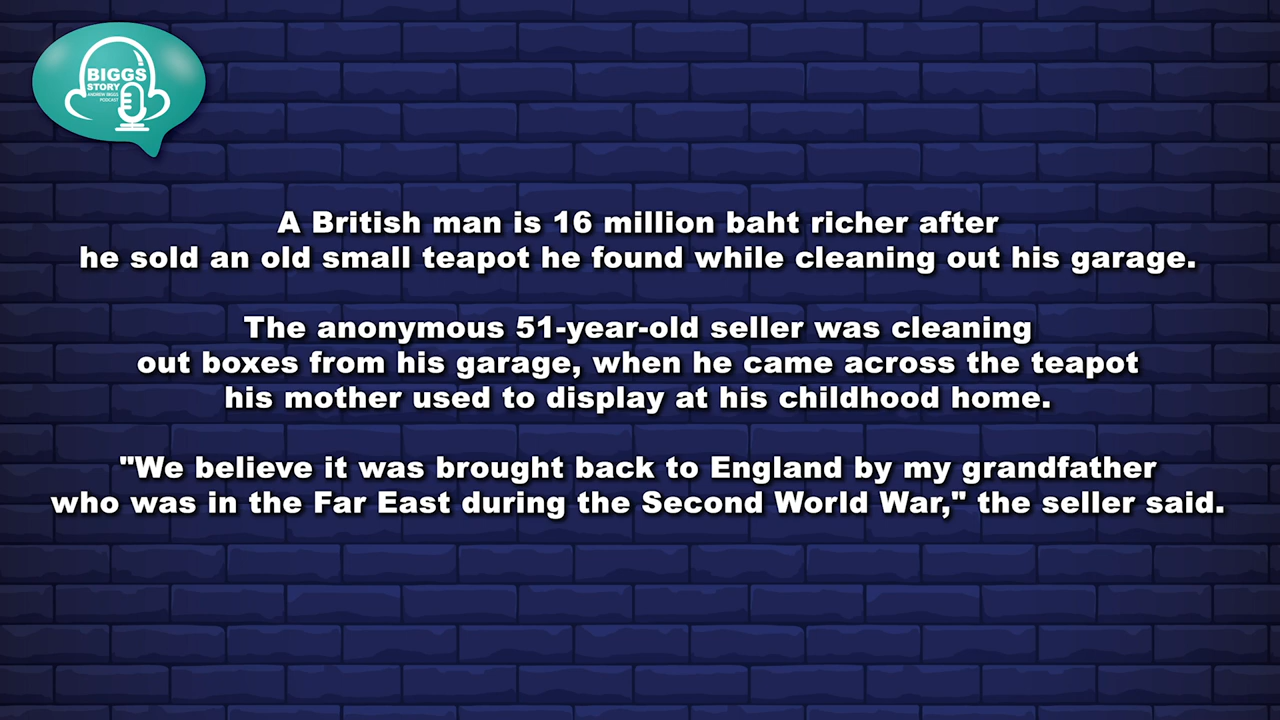 BIGGS
STORY
ANDREW BIGGS
PODCAST
A British man is 16 million baht richer after
he sold an old small teapot he found while cleaning out his garage.
The anonymous 51-year-old seller was cleaning
out boxes from his garage, when he came across the teapot
his mother used to display at his childhood home.
"We believe it was brought back to England by my grandfather
who was in the Far East during the Second World War," the seller said.